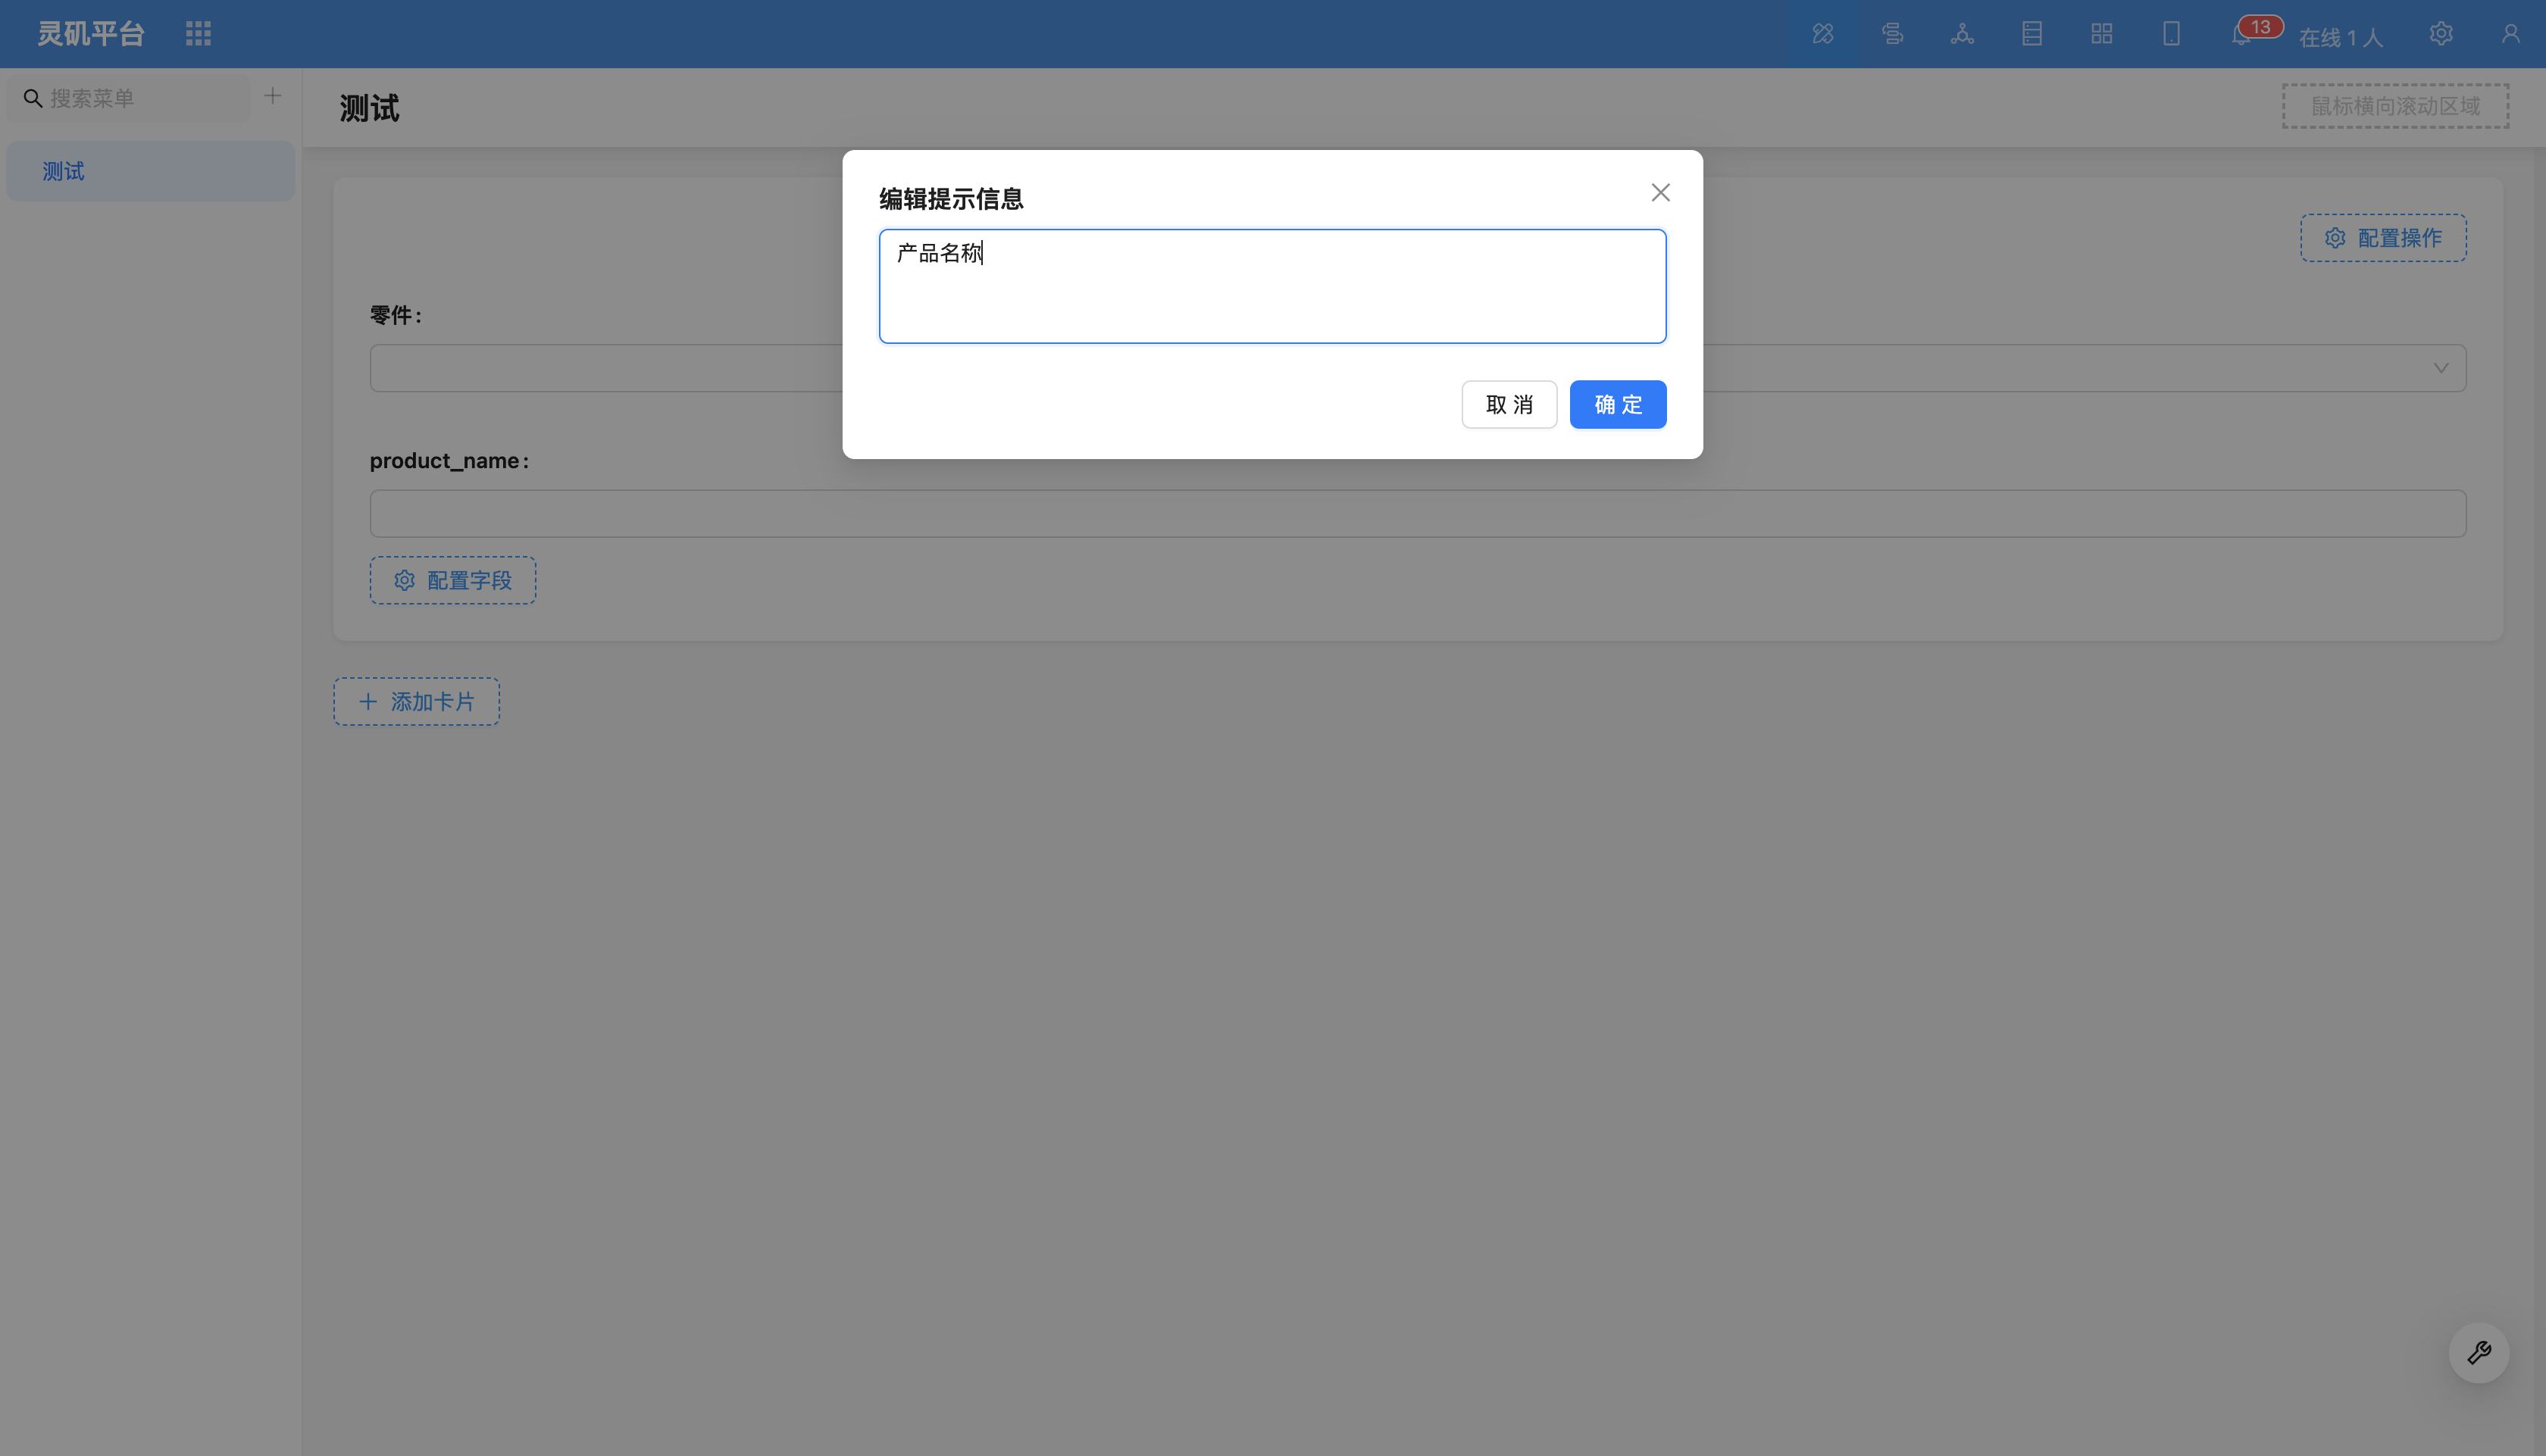 灵矶平台
13
在线 1 人
搜索菜单
测试
测试
鼠标横向滚动区域
编辑提示信息
产品名称
取 消
确 定
配置操作
零件:
product_name:
配置字段
添加卡片